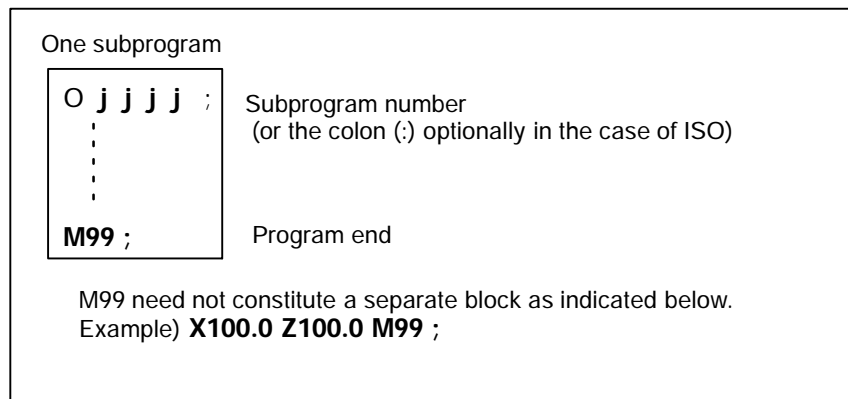 One subprogram
O j j j j ;
Subprogram number
(or the colon (:) optionally in the case of ISO)
M99 ;
Program end
M99 need not constitute a separate block as indicated below.
Example) X100.0 Z100.0 M99 ;